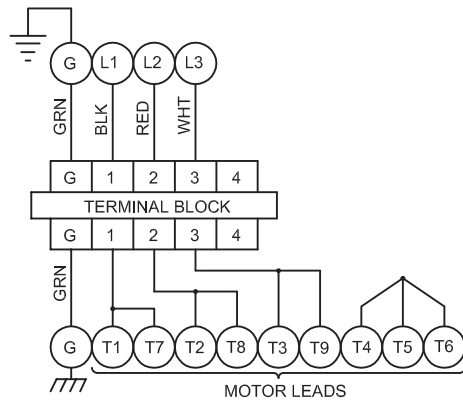 G L1 L2 L3
GRN BLK RED WHT
G 1 2 3 4
TERMINAL BLOCK
G 1 2 3 4
GRN
G T1 T7 T2 T8 T3 T9 T4 T5 T6
MOTOR LEADS